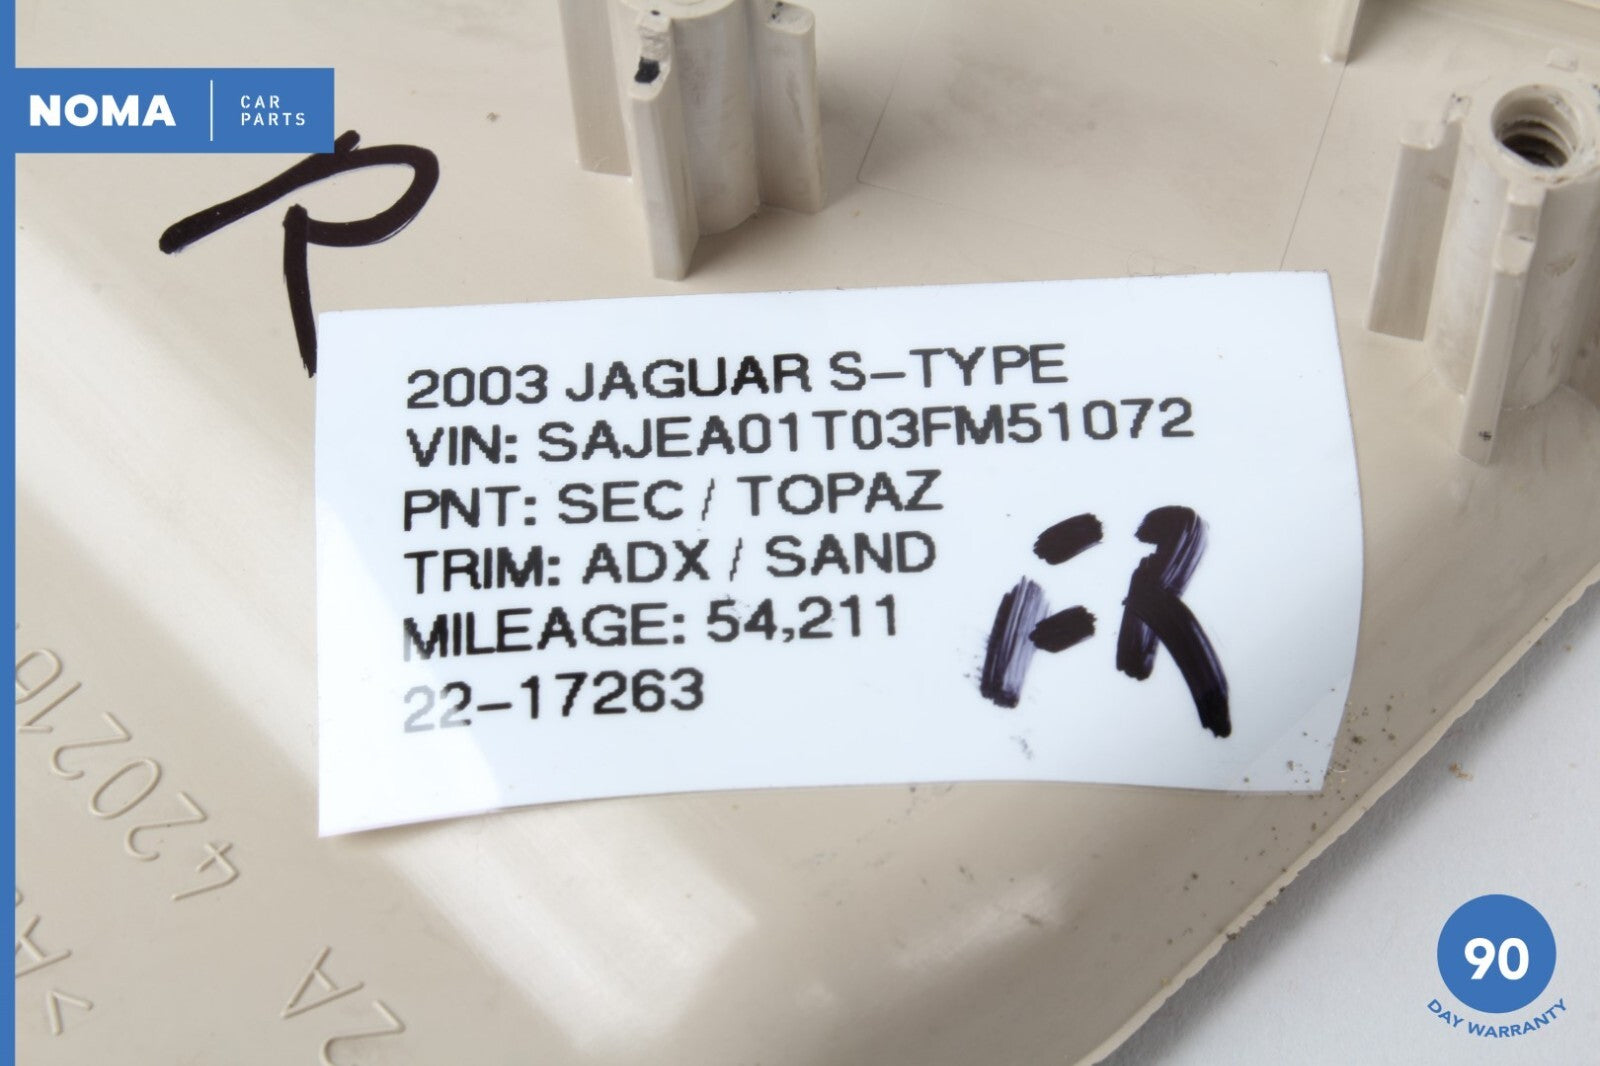 NOMA
CAR
PARTS
R
2003 JAGUAR S-TYPE
VIN: SAJEA01T03FM51072
PNT: SEC / TOPAZ
TRIM: ADX / SAND
MILEAGE: 54,211
22-17263
FR
2A
90
DAY WARRANTY